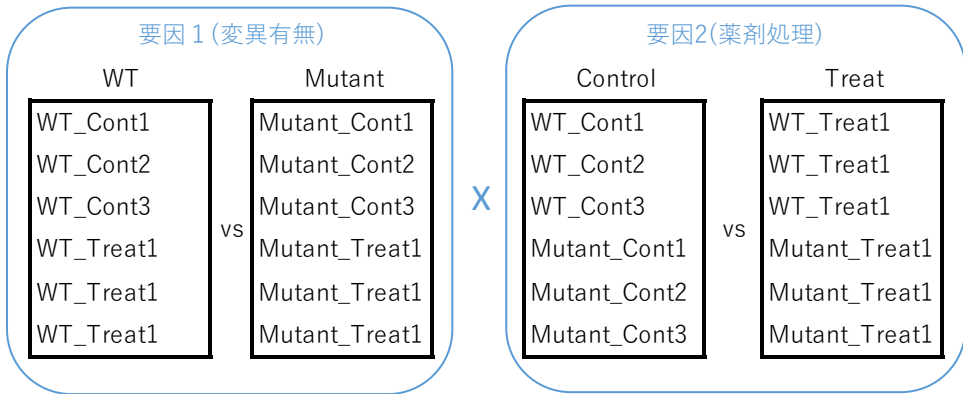 要因１(変異有無)
WT
Mutant
WT_Cont1
WT_Cont2
WT_Cont3
WT_Treat1
WT_Treat1
WT_Treat1
vs
Mutant_Cont1
Mutant_Cont2
Mutant_Cont3
Mutant_Treat1
Mutant_Treat1
Mutant_Treat1
X
要因2(薬剤処理)
Control
Treat
WT_Cont1
WT_Cont2
WT_Cont3
Mutant_Cont1
Mutant_Cont2
Mutant_Cont3
vs
WT_Treat1
WT_Treat1
WT_Treat1
Mutant_Treat1
Mutant_Treat1
Mutant_Treat1